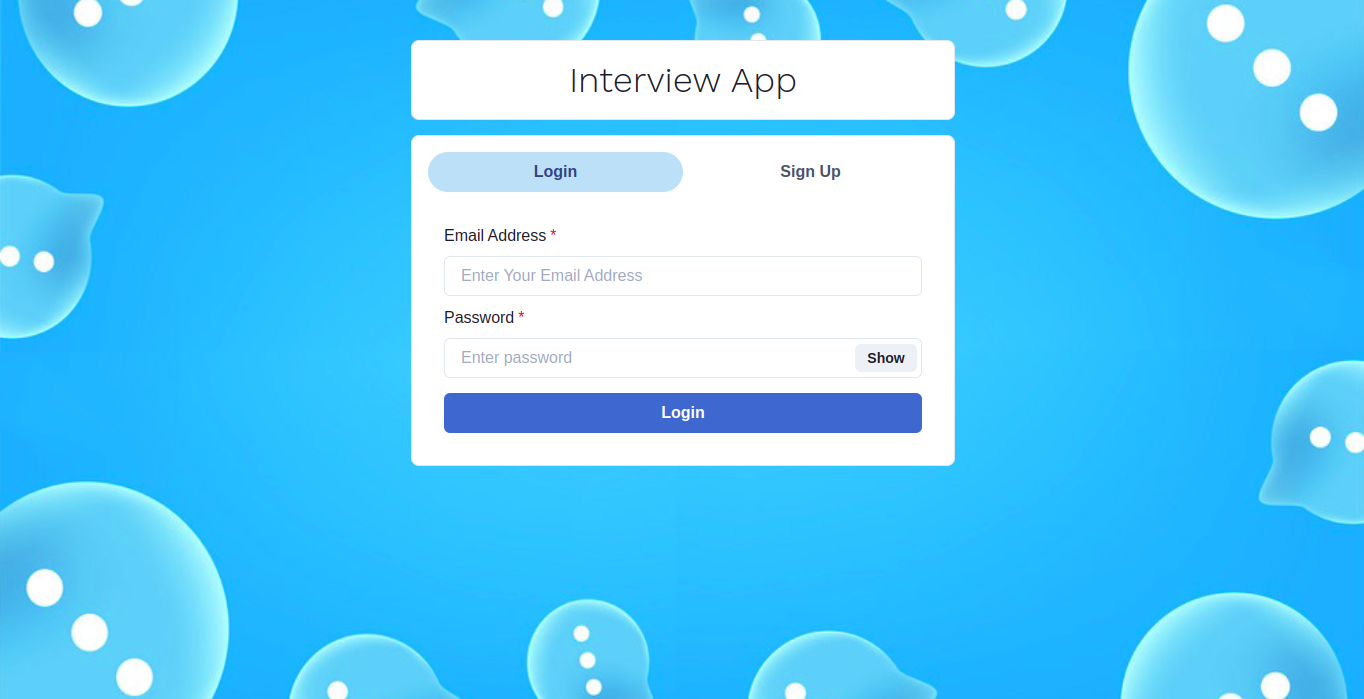 Interview App
Login Sign Up
Email Address *
Enter Your Email Address
Password *
Enter password Show
Login